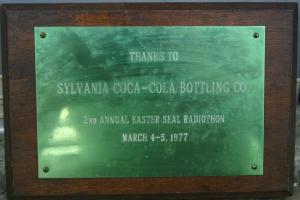 THANKS TO
SYLVANIA COCA-COLA BOTTLING CO.
2ND ANNUAL EASTER SEAL RADIOTHON
MARCH 4-5, 1977